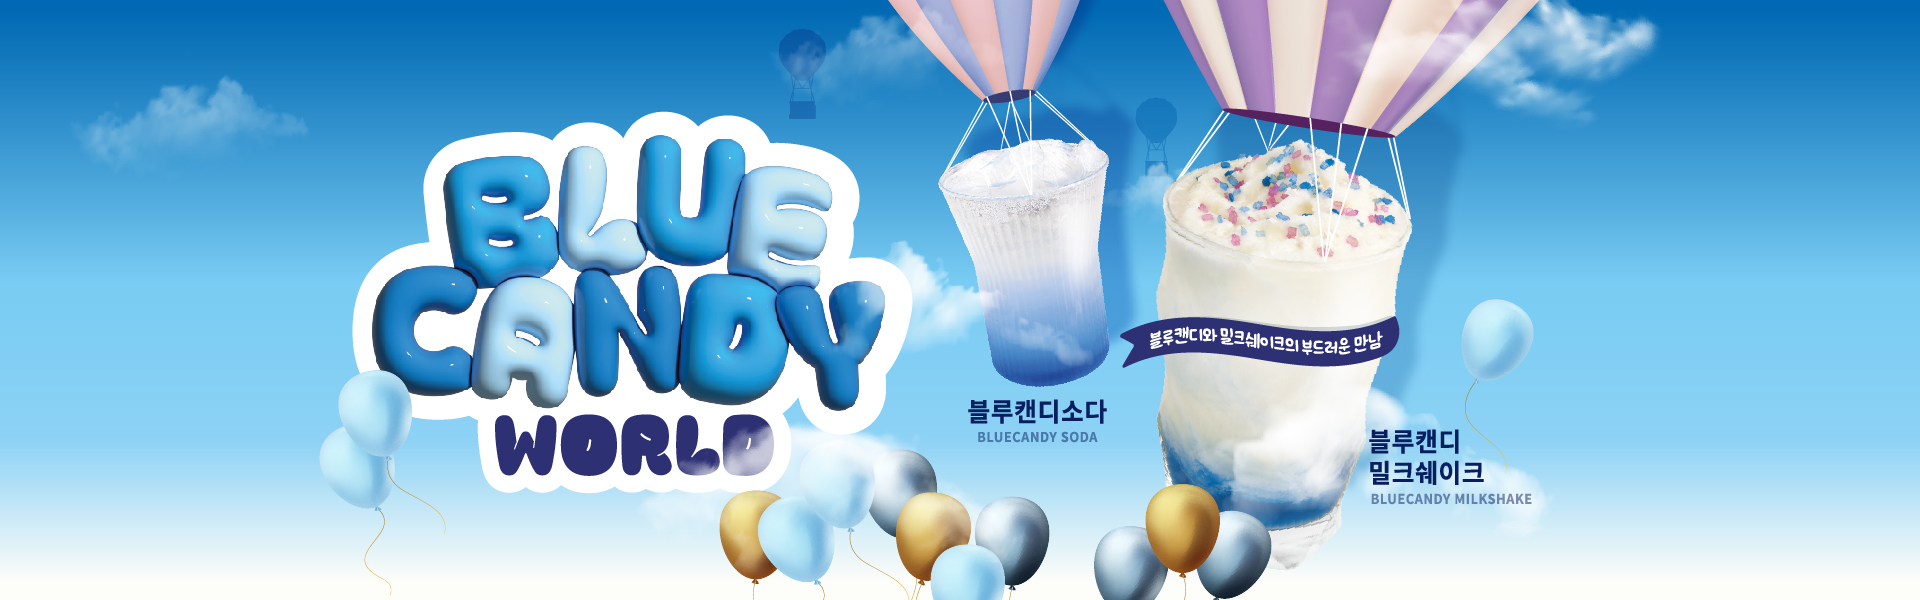 BLUE
CANDY
WORLD
블루캔디소다
BLUECANDY SODA
블루캔디와 밀크쉐이크의 부드러운 만남
블루캔디
밀크쉐이크
BLUECANDY MILKSHAKE